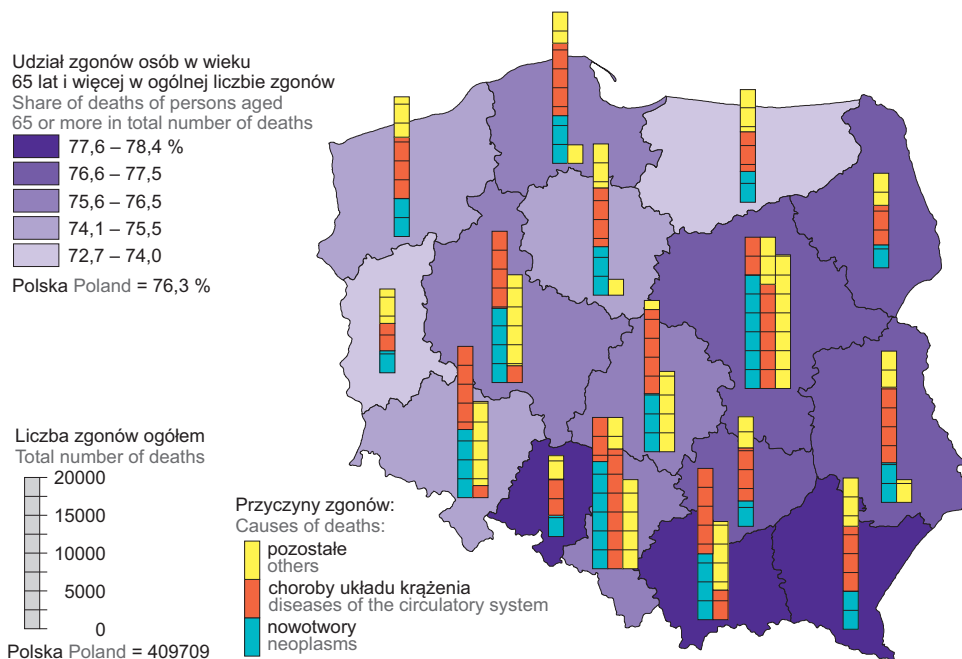 Udział zgonów osób w wieku
65 lat i więcej w ogólnej liczbie zgonów
Share of deaths of persons aged
65 or more in total number of deaths
77,6 – 78,4 %
76,6 – 77,5
75,6 – 76,5
74,1 – 75,5
72,7 – 74,0
Polska Poland = 76,3 %
Liczba zgonów ogółem
Total number of deaths
20000
15000
10000
5000
0
Polska Poland = 409709
Przyczyny zgonów:
Causes of deaths:
pozostałe
others
choroby układu krążenia
diseases of the circulatory system
nowotwory
neoplasms